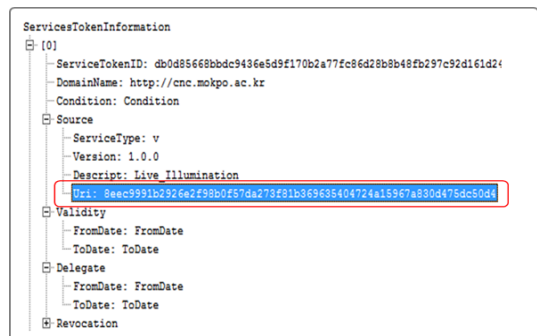 ServicesTokenInformation
[0]
ServiceTokenID: db0d85668bbdc9436e5d9f170b2a77fc86d28b8b48fb297c92d161d24
DomainName: http://cnc.mokpo.ac.kr
Condition: Condition
Source
ServiceType: v
Version: 1.0.0
Descript: Live_Illumination
Uri: 8eec9991b2926e2f98b0f57da273f81b369635404724a15967a830d475dc50d4
Validity
FromDate: FromDate
ToDate: ToDate
Delegate
FromDate: FromDate
ToDate: ToDate
Revocation